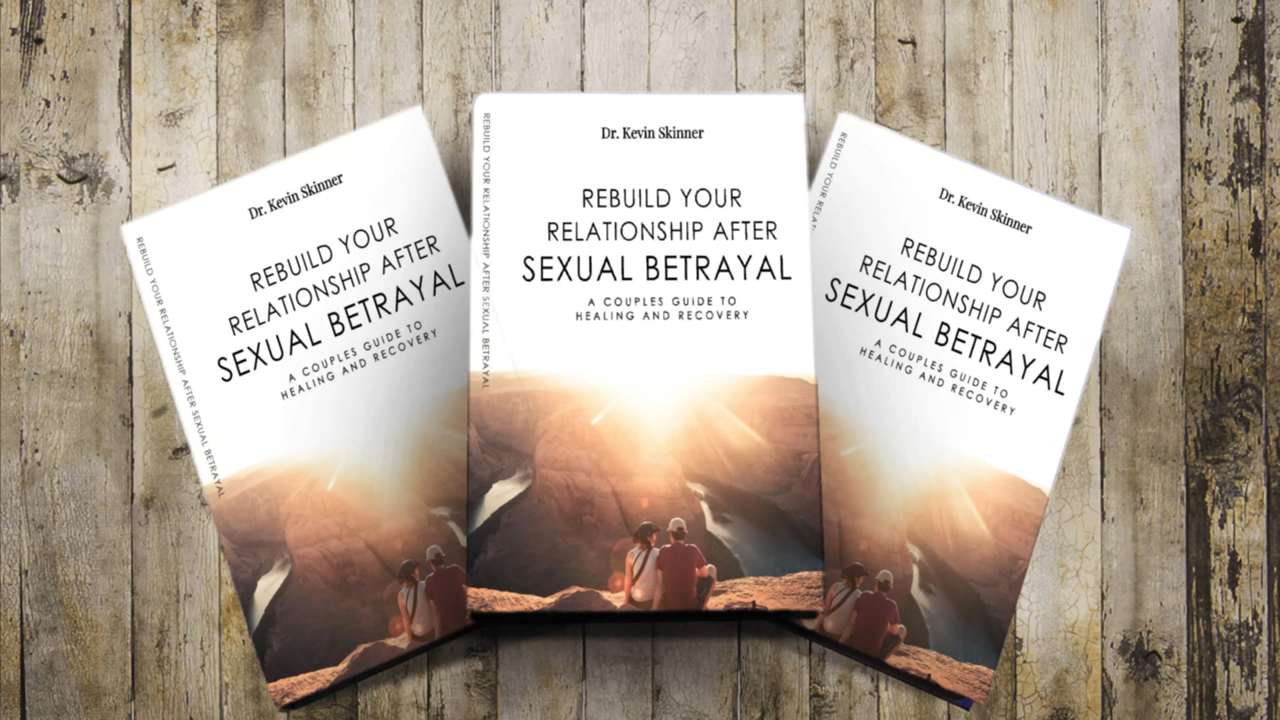 Dr. Kevin Skinner
REBUILD YOUR
RELATIONSHIP AFTER
SEXUAL BETRAYAL
A COUPLES GUIDE TO
HEALING AND RECOVERY
REBUILD YOUR RELATIONSHIP AFTER SEXUAL BETRAYAL
REBUILD YOUR RELATIONSHIP AFTER SEXUAL BETRAYAL
Dr. Kevin Skinner
REBUILD YOUR
RELATIONSHIP AFTER
SEXUAL BETRAYAL
A COUPLES GUIDE TO
HEALING AND RECOVERY
REBUILD YOUR RELAT
Dr. Kevin Skinner
REBUILD YOUR
RELATIONSHIP AFTER
SEXUAL BETRAYAL
A COUPLES GUIDE TO
HEALING AND RECOVERY